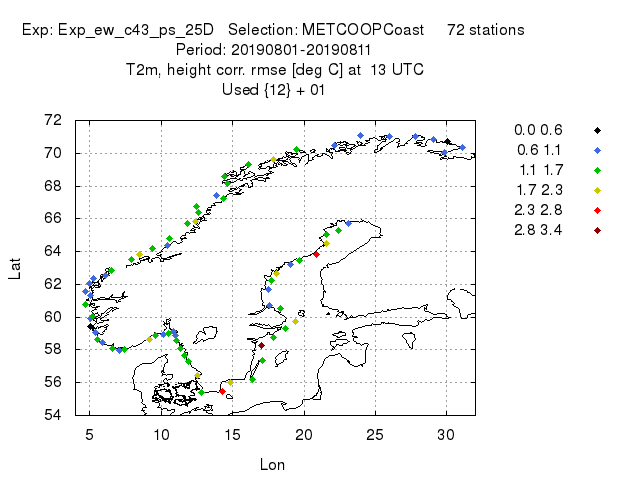 Exp: Exp_ew_c43_ps_25D   Selection: METCOOPCoast     72 stations
Period: 20190801-20190811
T2m, height corr. rmse [deg C] at  13 UTC
Used {12} + 01
72
70
68
66
64
62
60
58
56
54
Lat
5 10 15 20 25 30
Lon
0.0 0.6
0.6 1.1
1.1 1.7
1.7 2.3
2.3 2.8
2.8 3.4